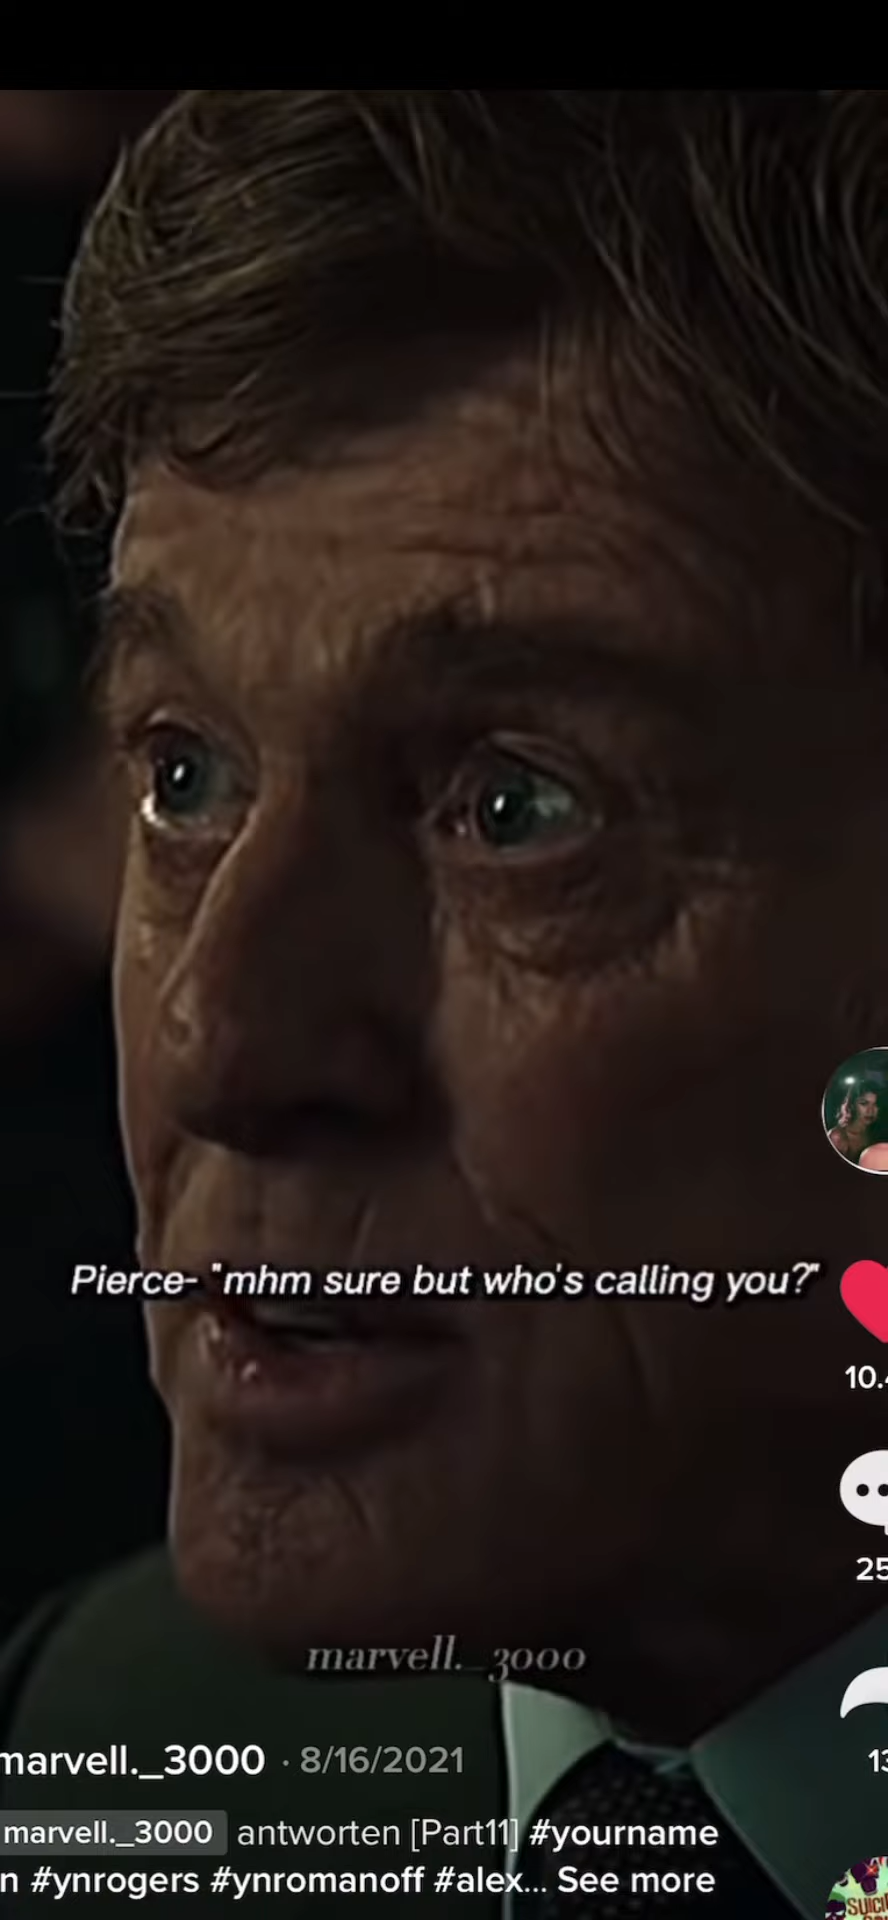 Pierce- "mhm sure but who's calling you?"
10.
25
marvell._3000
13
marvell._3000 · 8/16/2021
marvell._3000 antworten [Part11] #yourname
n #ynrogers #ynromanoff #alex... See more
SUICI